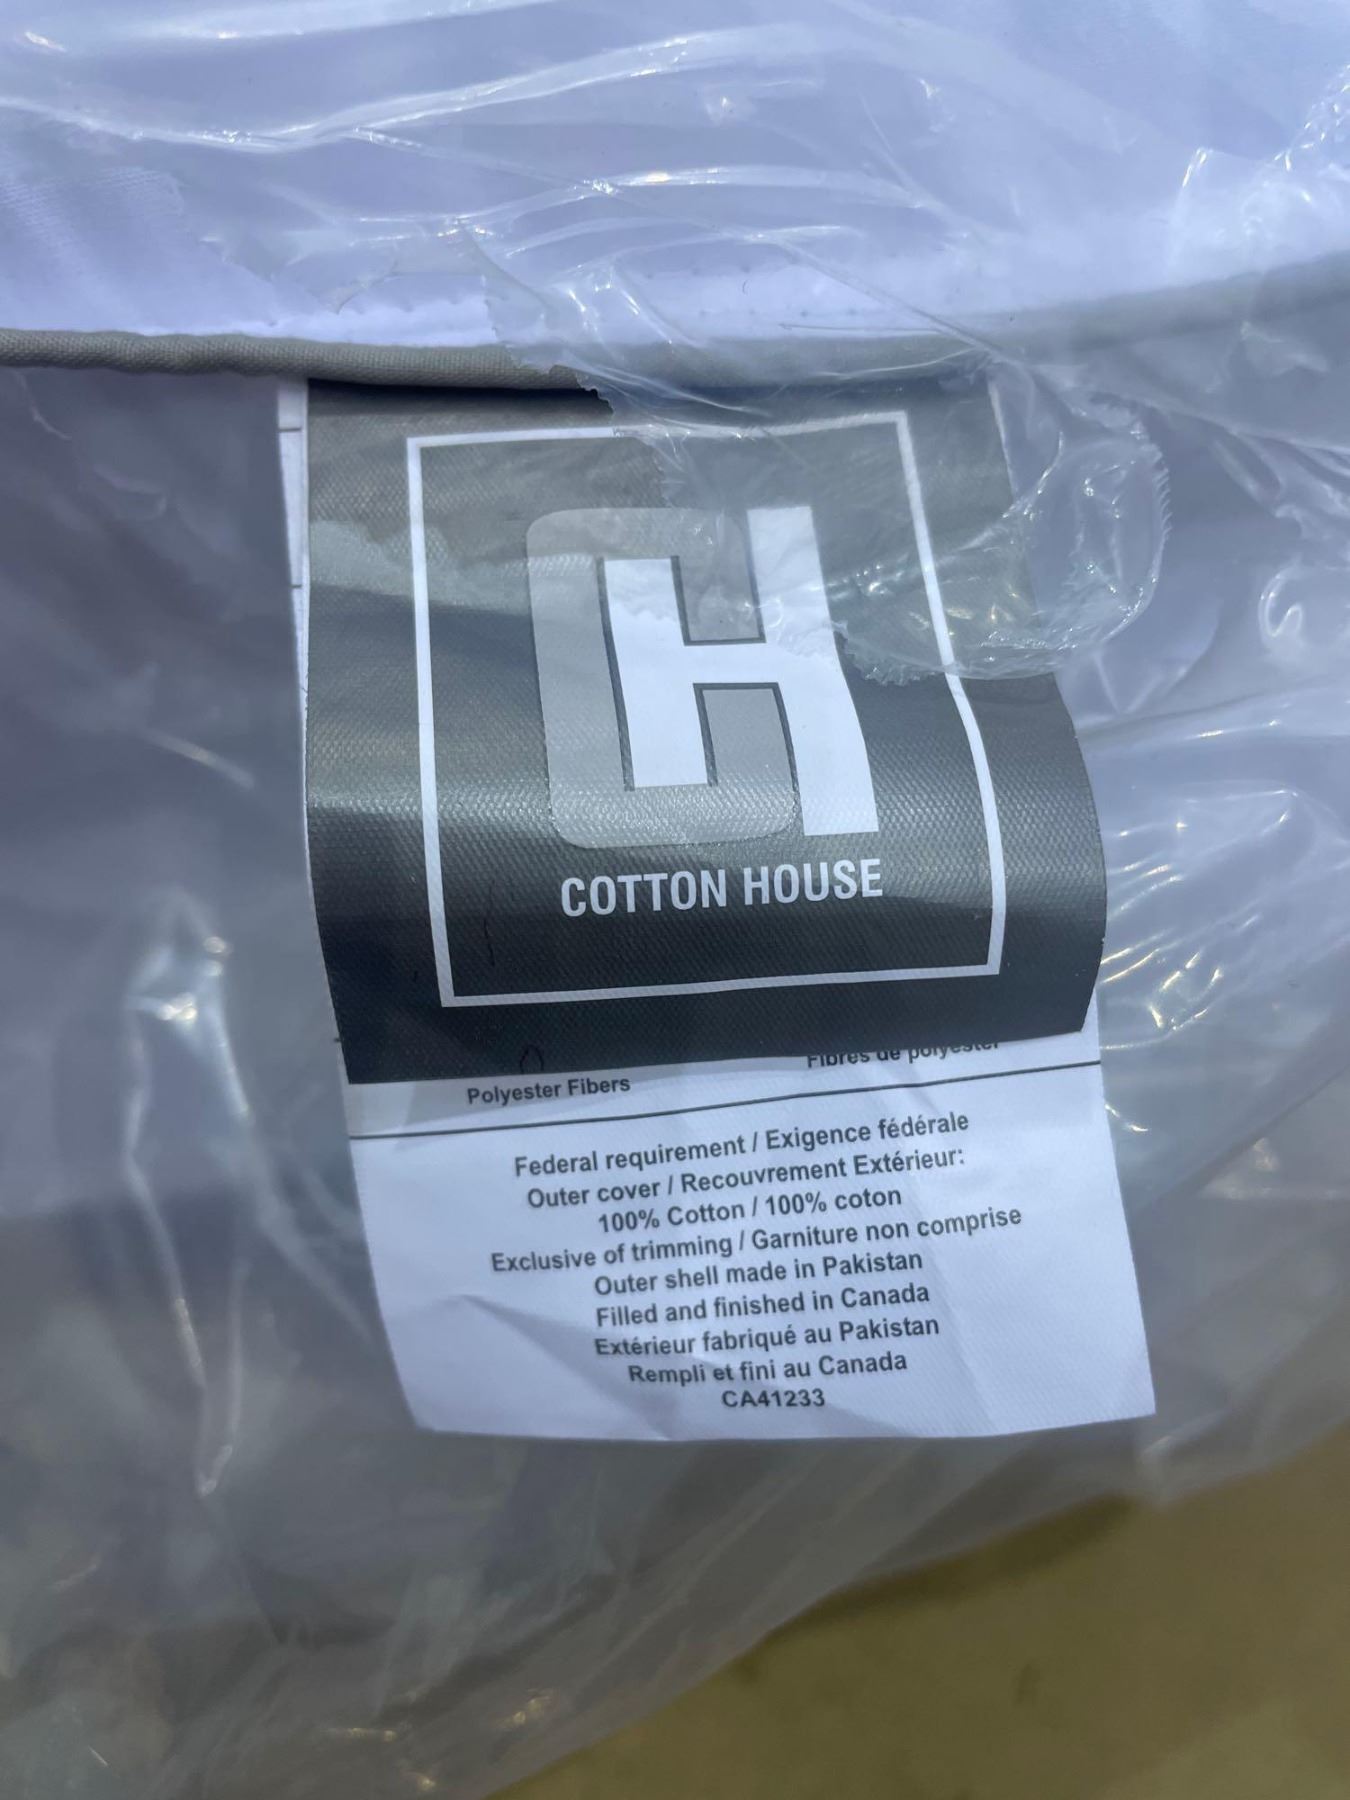 CH
COTTON HOUSE
Fibres de polyester
Polyester Fibers
Federal requirement / Exigence fédérale
Outer cover / Recouvrement Extérieur:
100% Cotton / 100% coton
Exclusive of trimming / Garniture non comprise
Outer shell made in Pakistan
Filled and finished in Canada
Extérieur fabriqué au Pakistan
Rempli et fini au Canada
CA41233